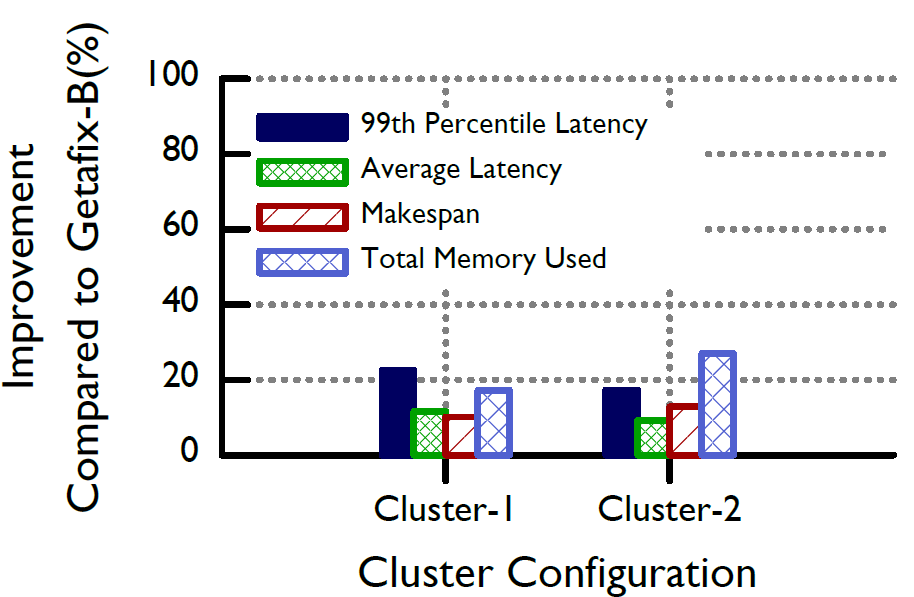 Improvement
Compared to Getafix-B(%)
100
80
60
40
20
0
99th Percentile Latency
Average Latency
Makespan
Total Memory Used
Cluster-1
Cluster-2
Cluster Configuration